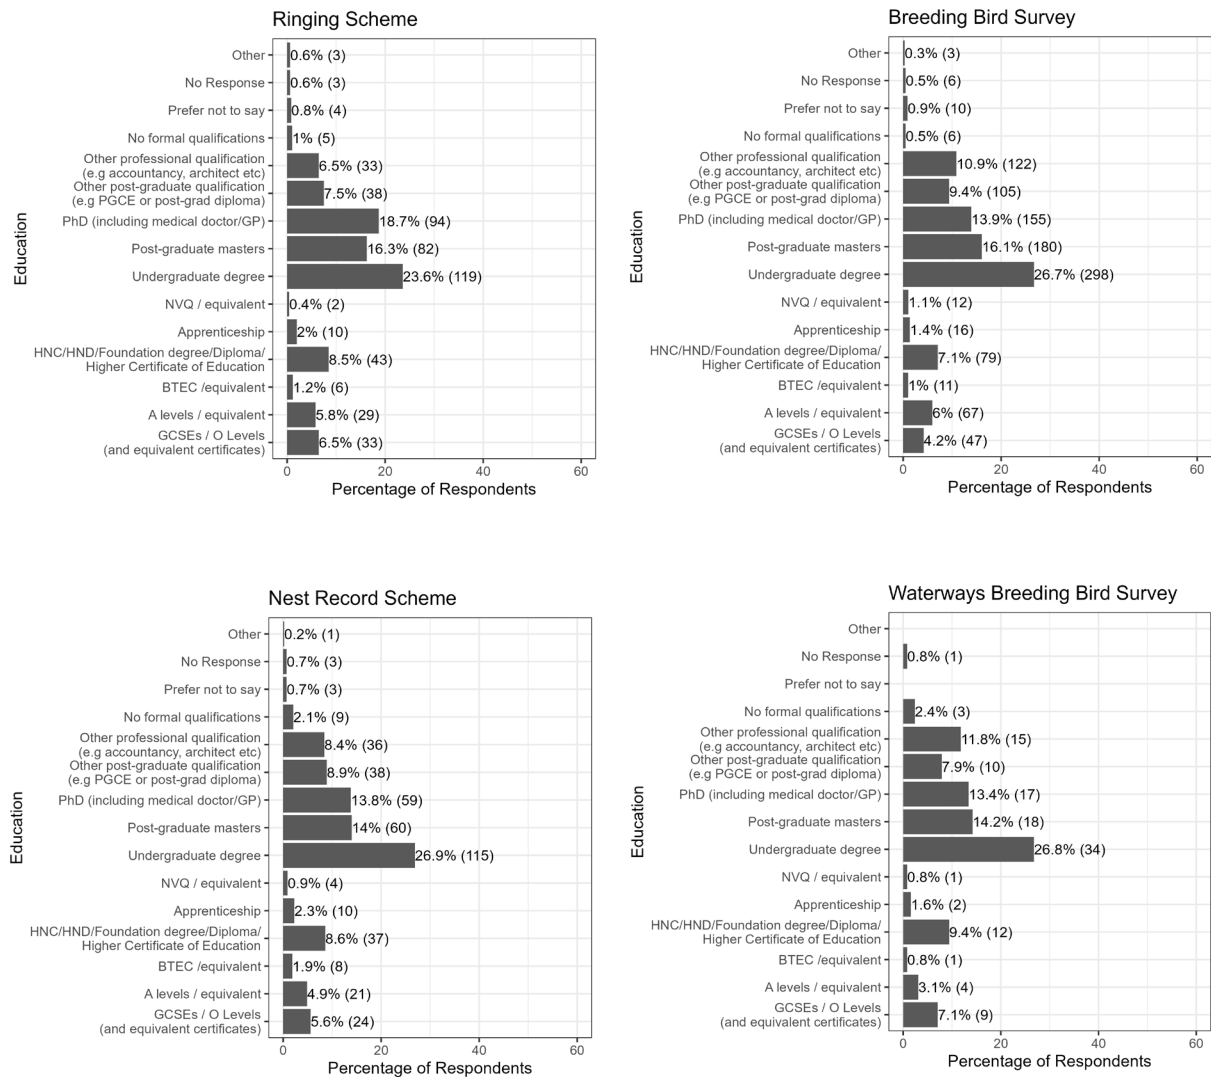 Ringing Scheme
Education
Other
0.6% (3)
No Response
0.6% (3)
Prefer not to say
0.8% (4)
No formal qualifications
1% (5)
Other professional qualification
(e.g accountancy, architect etc)
6.5% (33)
Other post-graduate qualification
(e.g PGCE or post-grad diploma)
7.5% (38)
PhD (including medical doctor/GP)
18.7% (94)
Post-graduate masters
16.3% (82)
Undergraduate degree
23.6% (119)
NVQ / equivalent
0.4% (2)
Apprenticeship
2% (10)
HNC/HND/Foundation degree/Diploma/
Higher Certificate of Education
8.5% (43)
BTEC /equivalent
1.2% (6)
A levels / equivalent
5.8% (29)
GCSEs / O Levels
(and equivalent certificates)
6.5% (33)
0 20 40 60
Percentage of Respondents
Breeding Bird Survey
Education
Other
0.3% (3)
No Response
0.5% (6)
Prefer not to say
0.9% (10)
No formal qualifications
0.5% (6)
Other professional qualification
(e.g accountancy, architect etc)
10.9% (122)
Other post-graduate qualification
(e.g PGCE or post-grad diploma)
9.4% (105)
PhD (including medical doctor/GP)
13.9% (155)
Post-graduate masters
16.1% (180)
Undergraduate degree
26.7% (298)
NVQ / equivalent
1.1% (12)
Apprenticeship
1.4% (16)
HNC/HND/Foundation degree/Diploma/
Higher Certificate of Education
7.1% (79)
BTEC /equivalent
1% (11)
A levels / equivalent
6% (67)
GCSEs / O Levels
(and equivalent certificates)
4.2% (47)
0 20 40 60
Percentage of Respondents
Nest Record Scheme
Education
Other
0.2% (1)
No Response
0.7% (3)
Prefer not to say
0.7% (3)
No formal qualifications
2.1% (9)
Other professional qualification
(e.g accountancy, architect etc)
8.4% (36)
Other post-graduate qualification
(e.g PGCE or post-grad diploma)
8.9% (38)
PhD (including medical doctor/GP)
13.8% (59)
Post-graduate masters
14% (60)
Undergraduate degree
26.9% (115)
NVQ / equivalent
0.9% (4)
Apprenticeship
2.3% (10)
HNC/HND/Foundation degree/Diploma/
Higher Certificate of Education
8.6% (37)
BTEC /equivalent
1.9% (8)
A levels / equivalent
4.9% (21)
GCSEs / O Levels
(and equivalent certificates)
5.6% (24)
0 20 40 60
Percentage of Respondents
Waterways Breeding Bird Survey
Education
Other
No Response
0.8% (1)
Prefer not to say
No formal qualifications
2.4% (3)
Other professional qualification
(e.g accountancy, architect etc)
11.8% (15)
Other post-graduate qualification
(e.g PGCE or post-grad diploma)
7.9% (10)
PhD (including medical doctor/GP)
13.4% (17)
Post-graduate masters
14.2% (18)
Undergraduate degree
26.8% (34)
NVQ / equivalent
0.8% (1)
Apprenticeship
1.6% (2)
HNC/HND/Foundation degree/Diploma/
Higher Certificate of Education
9.4% (12)
BTEC /equivalent
0.8% (1)
A levels / equivalent
3.1% (4)
GCSEs / O Levels
(and equivalent certificates)
7.1% (9)
0 20 40 60
Percentage of Respondents